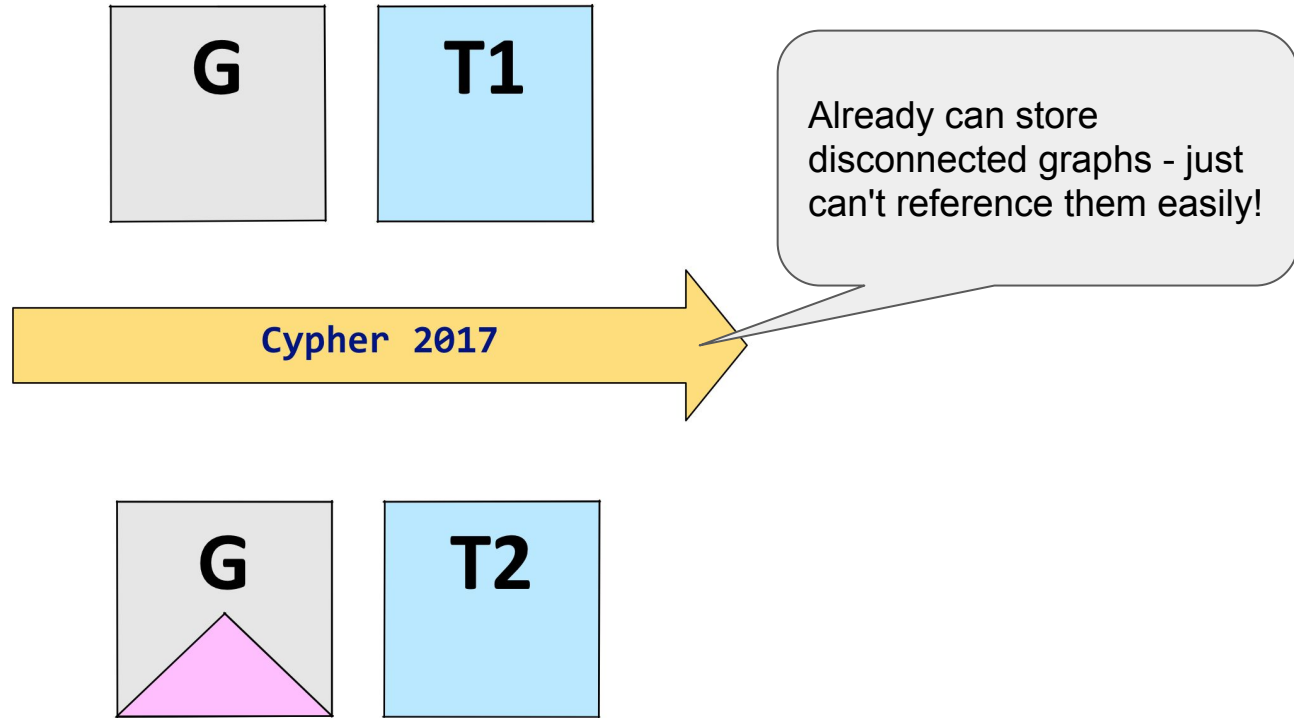 G
T1
Already can store
disconnected graphs - just
can't reference them easily!
Cypher 2017
G
T2